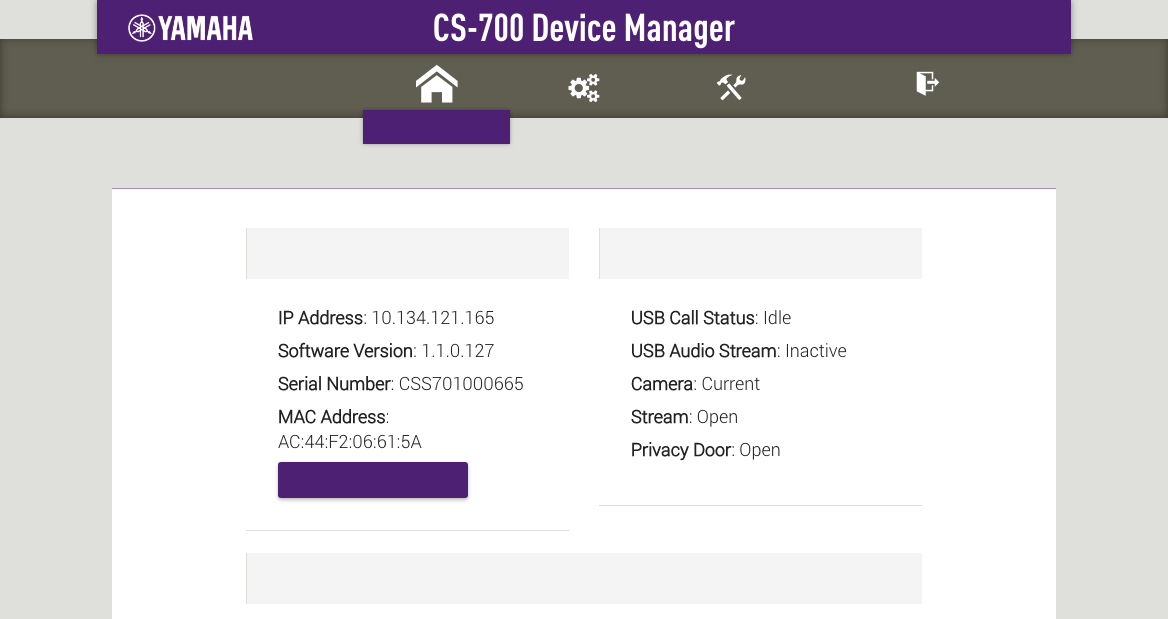 YAMAHA
CS-700 Device Manager
IP Address: 10.134.121.165
Software Version: 1.1.0.127
Serial Number: CSS701000665
MAC Address:
AC:44:F2:06:61:5A
USB Call Status: Idle
USB Audio Stream: Inactive
Camera: Current
Stream: Open
Privacy Door: Open